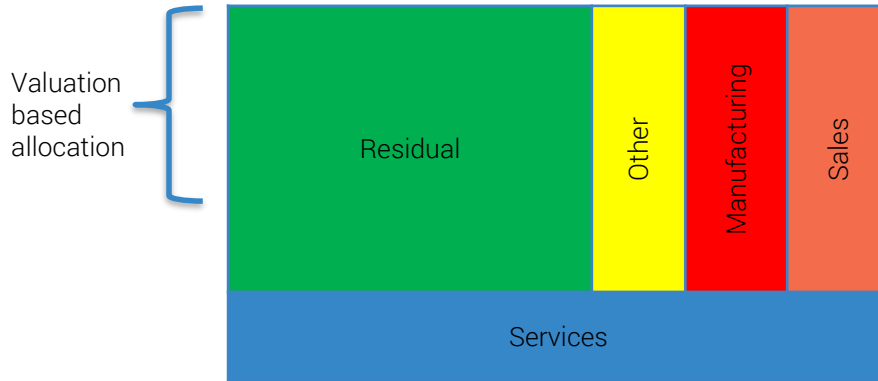 Valuation
based
allocation
Residual
Other
Manufacturing
Sales
Services